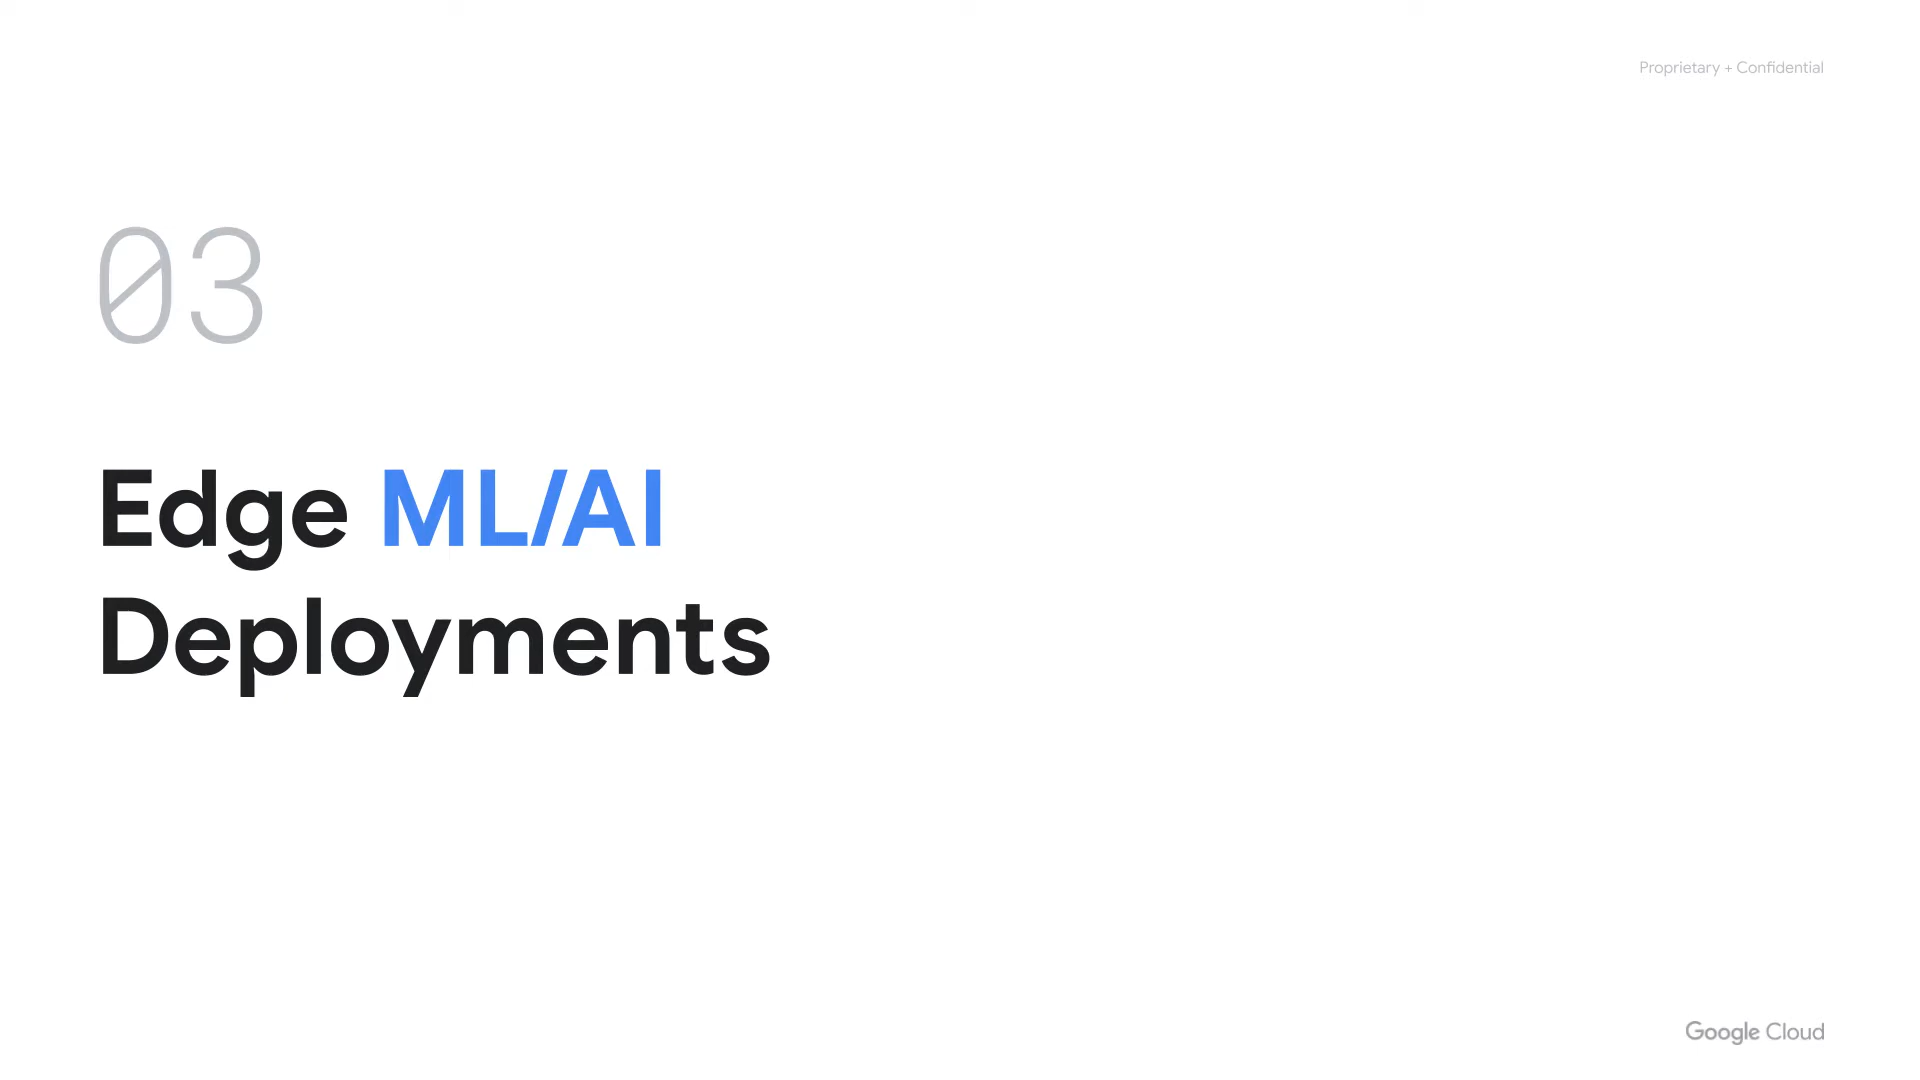 Proprietary + Confidential
03
Edge ML/AI
Deployments
Google Cloud